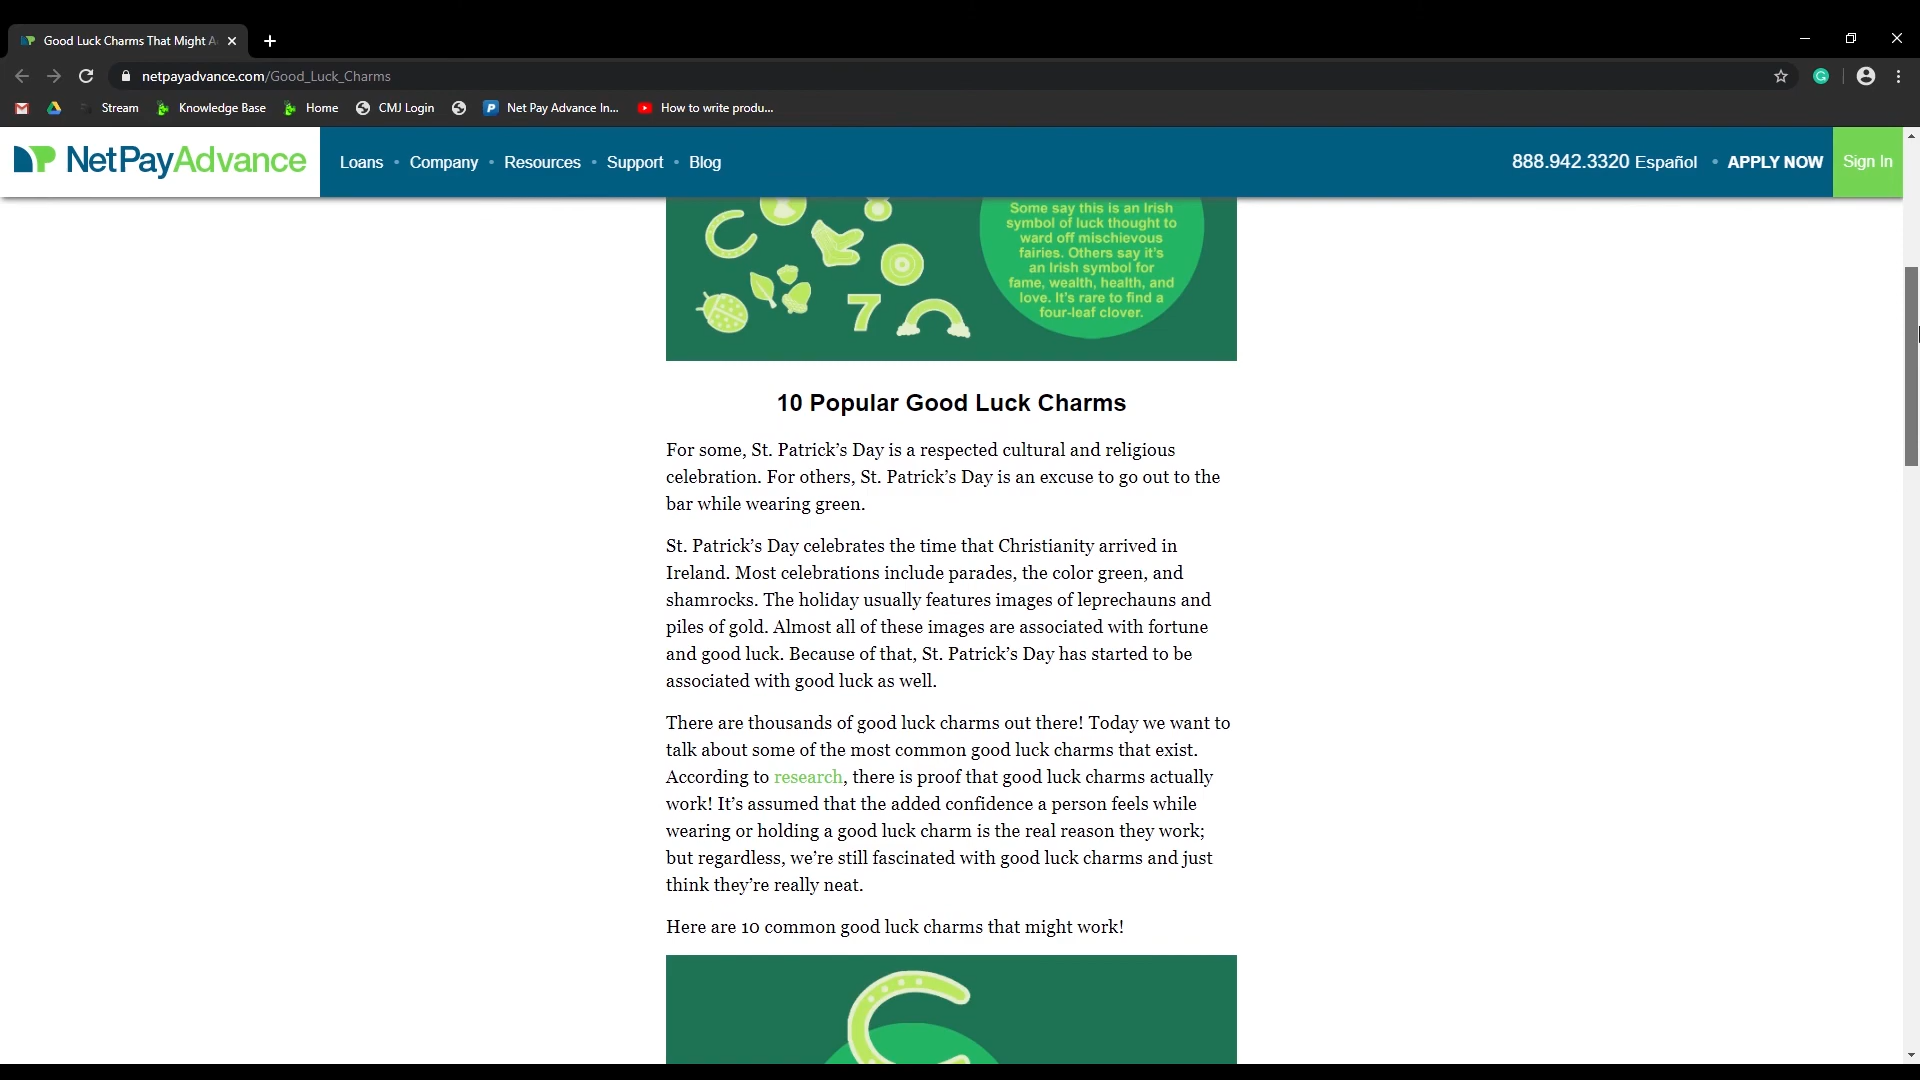 Good Luck Charms That Might A
netpayadvance.com/Good_Luck_Charms
Stream
Knowledge Base
Home
CMJ Login
Net Pay Advance In...
How to write produ...
NetPayAdvance
Loans • Company • Resources • Support • Blog
888.942.3320 Español • APPLY NOW
Sign In
Some say this is an Irish
symbol of luck thought to
ward off mischievous
fairies. Others say it's
an Irish symbol for
fame, wealth, health, and
love. It's rare to find a
four-leaf clover.
7
10 Popular Good Luck Charms
For some, St. Patrick’s Day is a respected cultural and religious
celebration. For others, St. Patrick’s Day is an excuse to go out to the
bar while wearing green.
St. Patrick’s Day celebrates the time that Christianity arrived in
Ireland. Most celebrations include parades, the color green, and
shamrocks. The holiday usually features images of leprechauns and
piles of gold. Almost all of these images are associated with fortune
and good luck. Because of that, St. Patrick’s Day has started to be
associated with good luck as well.
There are thousands of good luck charms out there! Today we want to
talk about some of the most common good luck charms that exist.
According to research, there is proof that good luck charms actually
work! It’s assumed that the added confidence a person feels while
wearing or holding a good luck charm is the real reason they work;
but regardless, we’re still fascinated with good luck charms and just
think they’re really neat.
Here are 10 common good luck charms that might work!